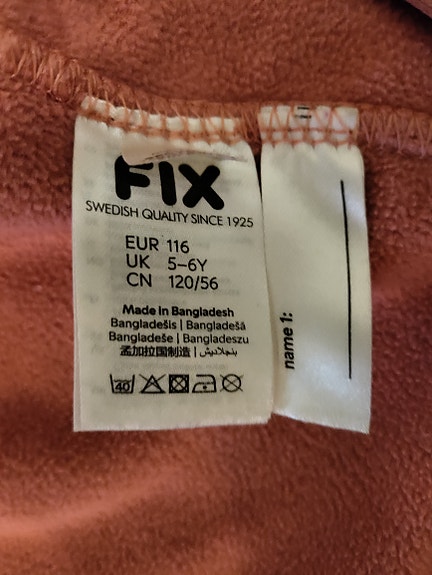 FIX
SWEDISH QUALITY SINCE 1925
EUR 116
UK 5-6Y
CN 120/56
Made in Bangladesh
Bangladešis | Bangladešā
Bangladeše | Bangladeszu
孟加拉国制造 | بنجلاديش
40
name 1: